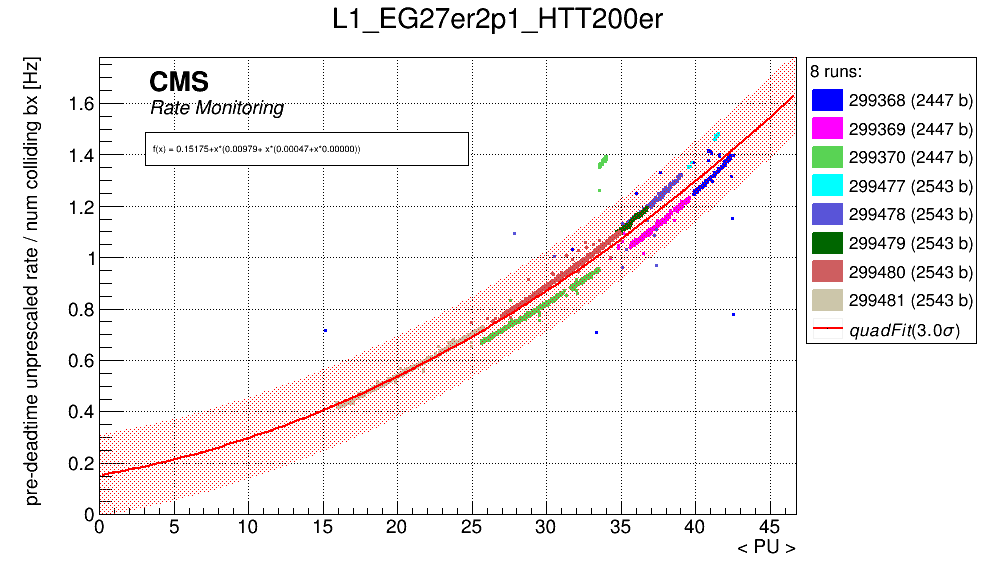 L1_EG27er2p1_HTT200er
pre-deadtime unprescaled rate / num colliding bx [Hz]
CMS
Rate Monitoring
f(x) = 0.15175+x*(0.00979+ x*(0.00047+x*0.00000))
1.6
1.4
1.2
1
0.8
0.6
0.4
0.2
0
0 5 10 15 20 25 30 35 40 45
< PU >
8 runs:
299368 (2447 b)
299369 (2447 b)
299370 (2447 b)
299477 (2543 b)
299478 (2543 b)
299479 (2543 b)
299480 (2543 b)
299481 (2543 b)
quadFit(3.0σ)